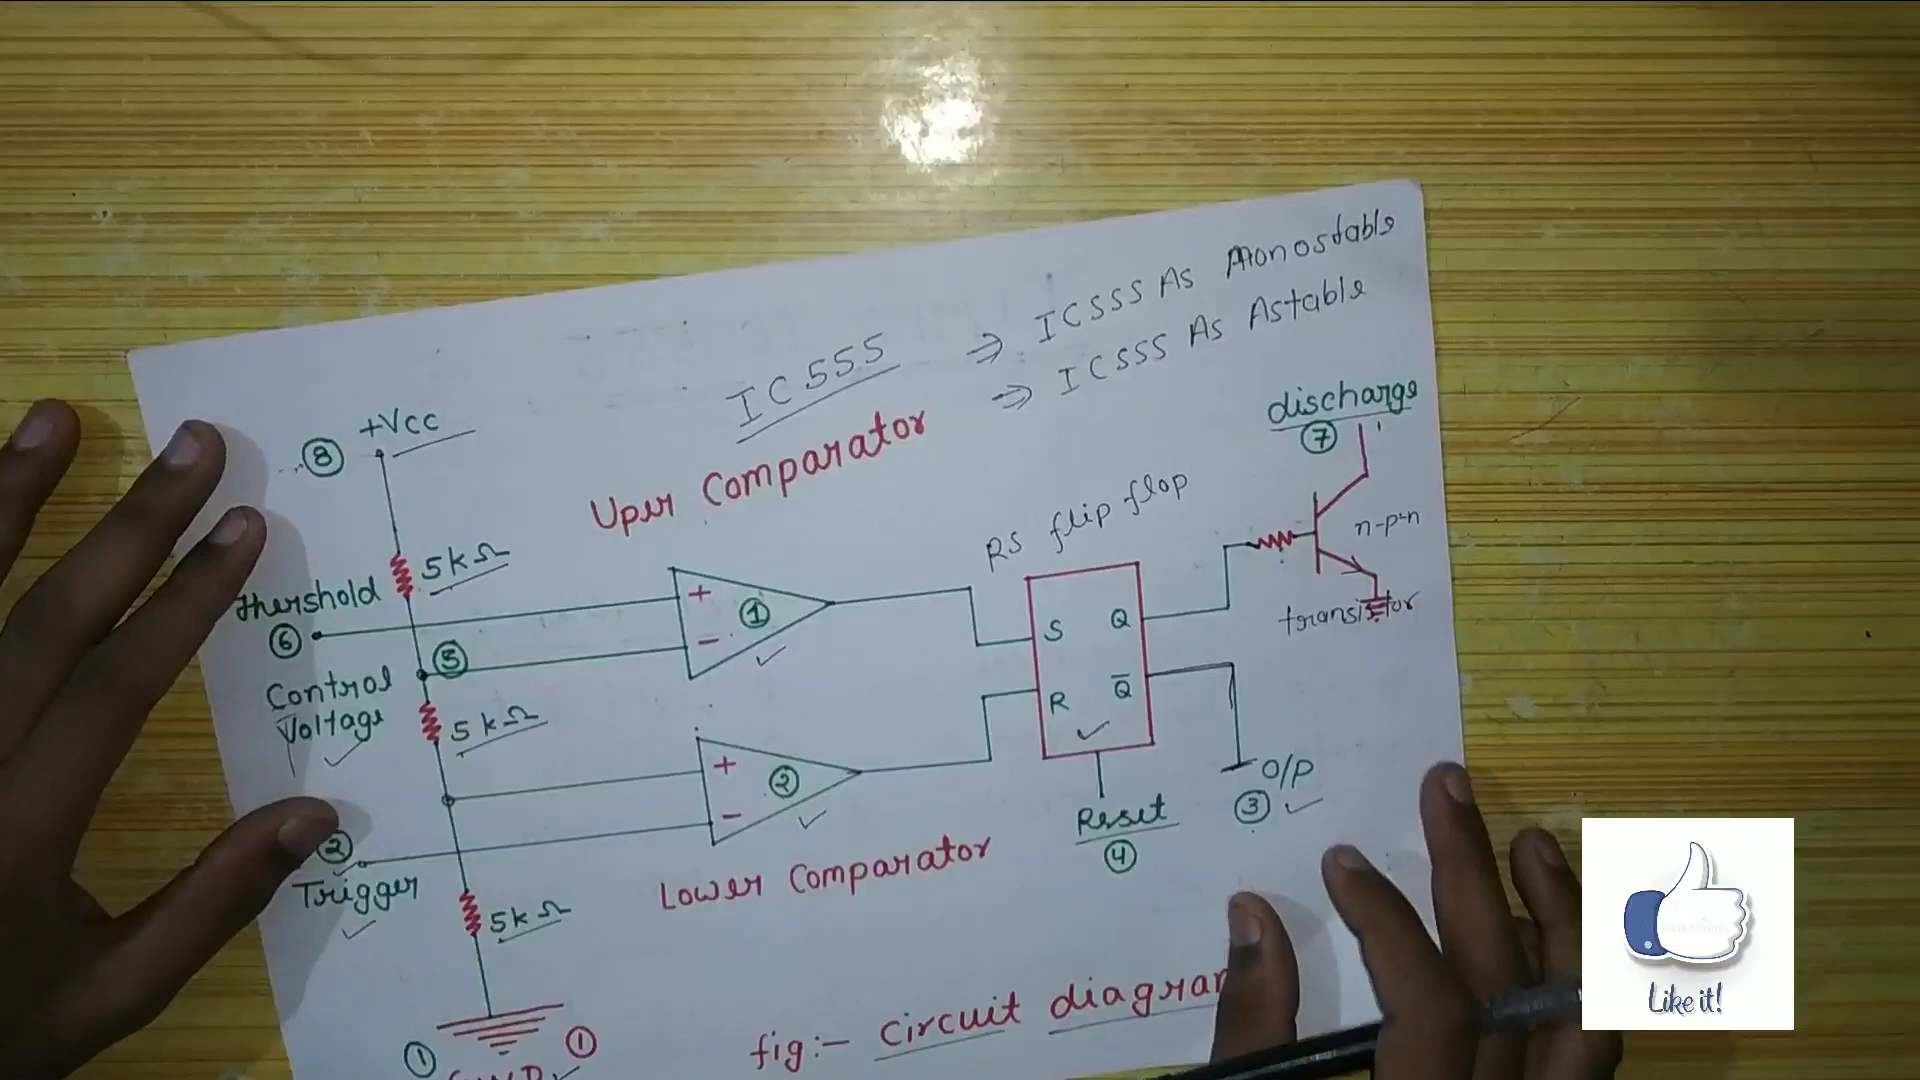 IC 555
⇒ IC555 As Monostable
⇒ IC555 As Astable
Uper Comparator
discharge
7
8
+Vcc
5kΩ
RS flip flop
n-p-n
transistor
thershold
6
5
Control
Voltage
+
-
1
S
Q
R
Q̅
5kΩ
+
-
2
O/P
3
Reset
4
2
Trigger
5kΩ
Lower Comparator
1
1
fig:- Circuit diagram
Like it!